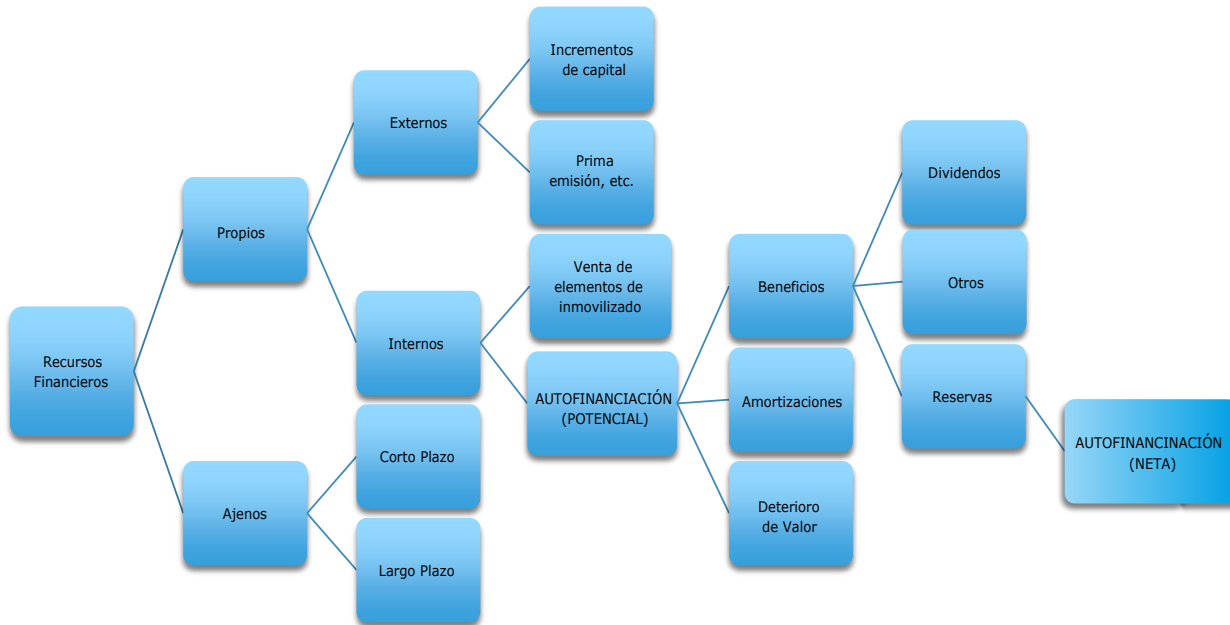 Recursos
Financieros
Propios
Externos
Incrementos
de capital
Prima
emisión, etc.
Internos
Venta de
elementos de
inmovilizado
AUTOFINANCIACIÓN
(POTENCIAL)
Beneficios
Dividendos
Otros
Reservas
AUTOFINANCINACIÓN
(NETA)
Amortizaciones
Deterioro
de Valor
Ajenos
Corto Plazo
Largo Plazo